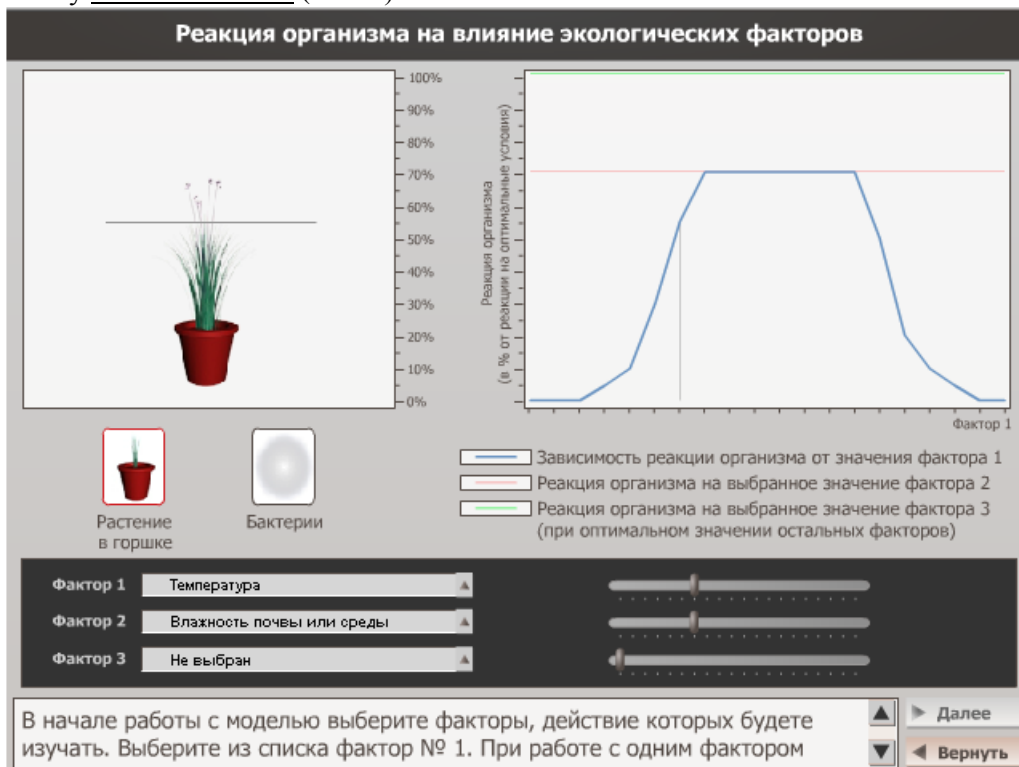 Реакция организма на влияние экологических факторов
100%
90%
80%
70%
60%
50%
40%
30%
20%
10%
0%
Реакция организма
(в % от реакции на оптимальные условия)
Фактор 1
Зависимость реакции организма от значения фактора 1
Реакция организма на выбранное значение фактора 2
Реакция организма на выбранное значение фактора 3
(при оптимальном значении остальных факторов)
Растение
в горшке
Бактерии
Фактор 1 Температура
Фактор 2 Влажность почвы или среды
Фактор 3 Не выбран
В начале работы с моделью выберите факторы, действие которых будете
изучать. Выберите из списка фактор № 1. При работе с одним фактором
Далее
Вернуть